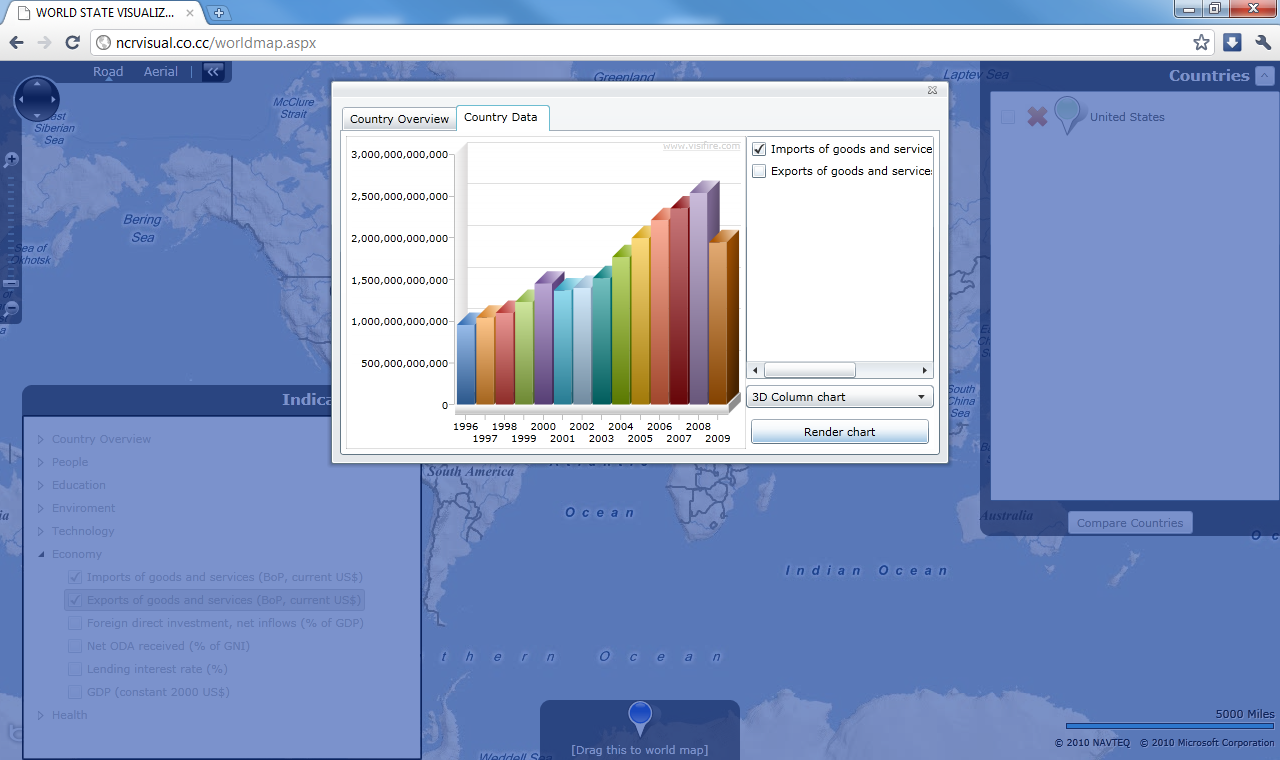 WORLD STATE VISUALIZ...
ncrvisual.co.cc/worldmap.aspx
Road Aerial |
Greenland
Laptev Sea
Countries
McClure
Strait
East
Siberian
Sea
United States
Bering
Sea
Sea of
Okhotsk
Country Overview
Country Data
www.visifire.com
3,000,000,000,000
2,500,000,000,000
2,000,000,000,000
1,500,000,000,000
1,000,000,000,000
500,000,000,000
0
1996 1998 2000 2002 2004 2006 2008
1997 1999 2001 2003 2005 2007 2009
Imports of goods and service
Exports of goods and services
3D Column chart
Render chart
South
China
Sea
Indica
Country Overview
People
Education
Enviroment
Technology
Economy
Imports of goods and services (BoP, current US$)
Exports of goods and services (BoP, current US$)
Foreign direct investment, net inflows (% of GDP)
Net ODA received (% of GNI)
Lending interest rate (%)
GDP (constant 2000 US$)
Health
South America
Atlantic
Ocean
Australia
Compare Countries
Indian Ocean
thern Ocean
Weddell Sea
[Drag this to world map]
5000 Miles
© 2010 NAVTEQ © 2010 Microsoft Corporation